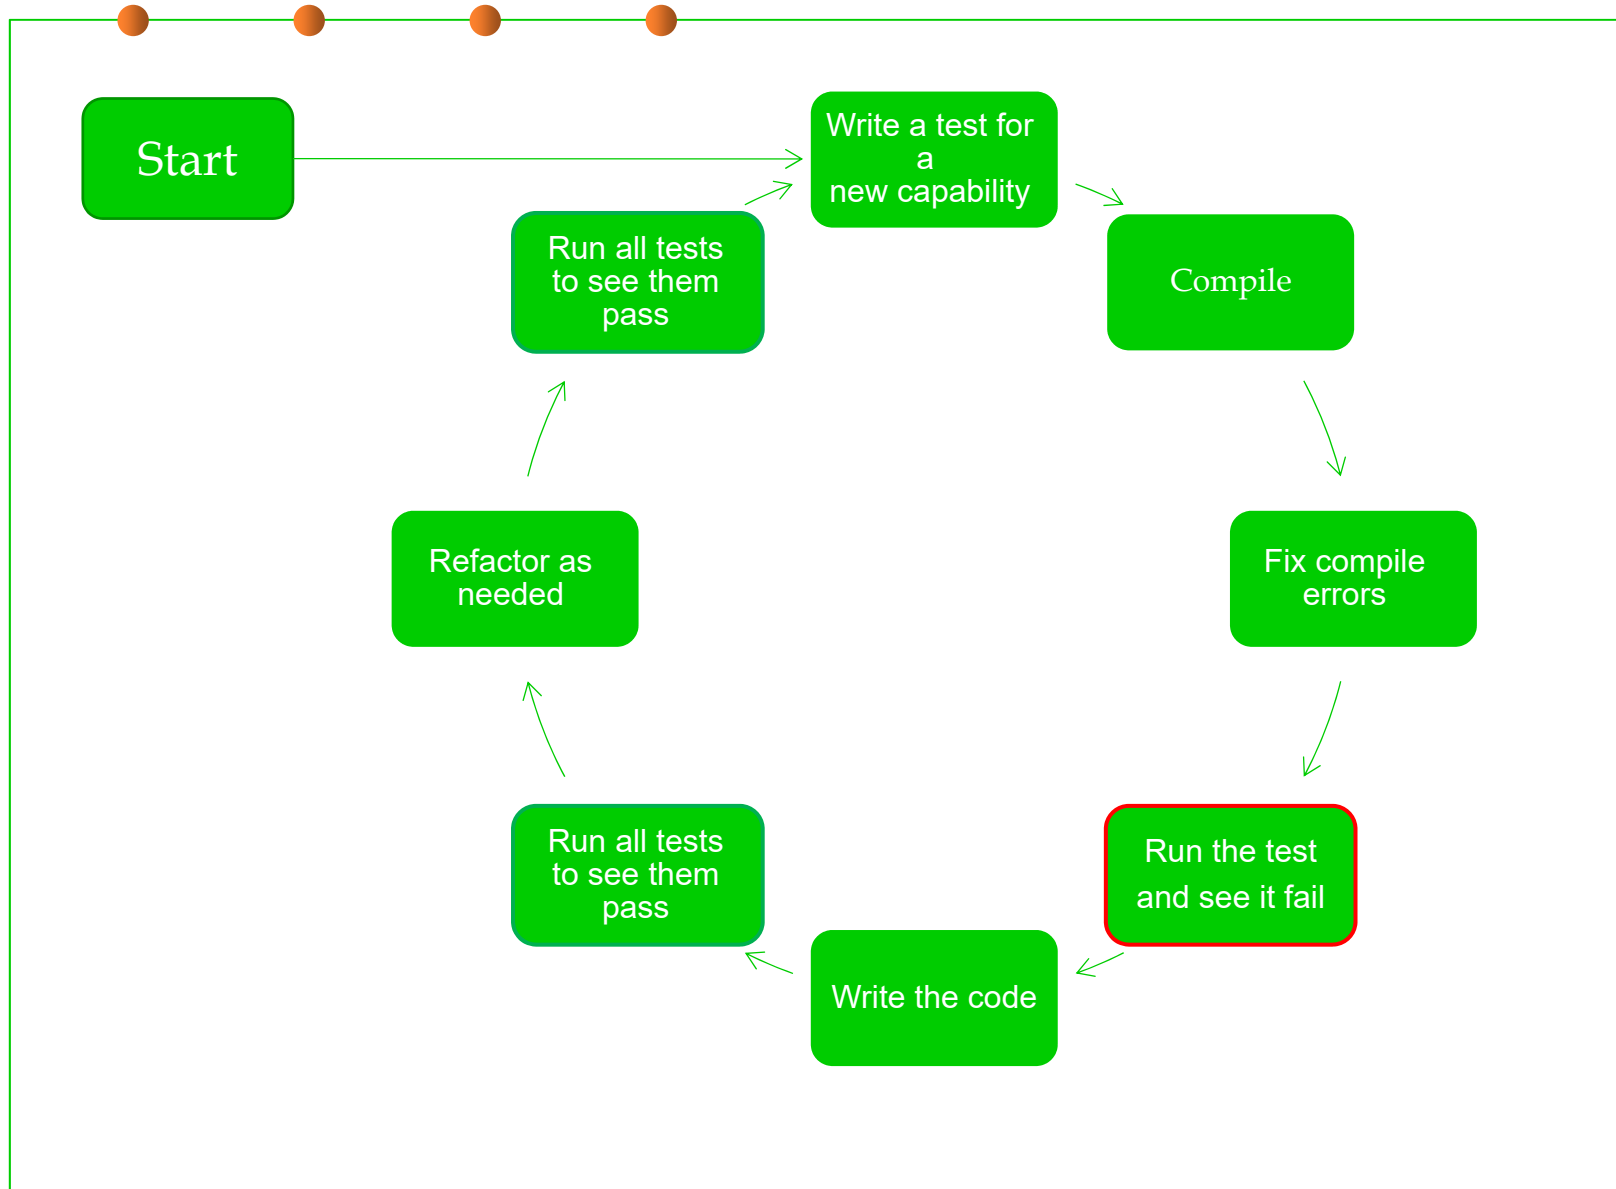 Start
Write a test for
a
new capability
Compile
Fix compile
errors
Run the test
and see it fail
Write the code
Run all tests
to see them
pass
Refactor as
needed
Run all tests
to see them
pass